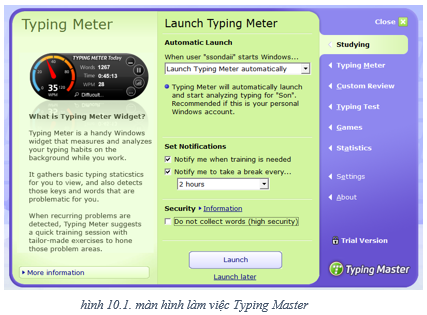 Typing Meter
TYPING METER Today
Words 1267
Time 0:45:13
WPM 28
35
WPM
Difficult...
What is Typing Meter Widget?
Typing Meter is a handy Windows
widget that measures and analyzes
your typing habits on the
background while you work.
It gathers basic typing statistics
for you to view, and also detects
those keys and words that are
problematic for you.
When recurring problems are
detected, Typing Meter suggests
a quick training session with
tailor-made exercises to hone
those problem areas.
More information
Launch Typing Meter
Automatic Launch
When user "ssondaii" starts Windows...
Launch Typing Meter automatically
Typing Meter will automatically launch
and start analyzing typing for "Son".
Recommended if this is your personal
Windows account.
Set Notifications
Notify me when training is needed
Notify me to take a break every...
2 hours
Security Information
Do not collect words (high security)
Launch
Launch later
Close
Studying
Typing Meter
Custom Review
Typing Test
Games
Statistics
Settings
About
Trial Version
Typing Master
hình 10.1. màn hình làm việc Typing Master